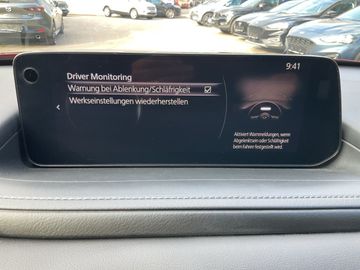 9:41
Driver Monitoring
Warnung bei Ablenkung/Schläfrigkeit
Werkseinstellungen wiederherstellen
Aktiviert Warnmeldungen, wenn
Abgelenktsein oder Schläfrigkeit
beim Fahrer festgestellt wird.